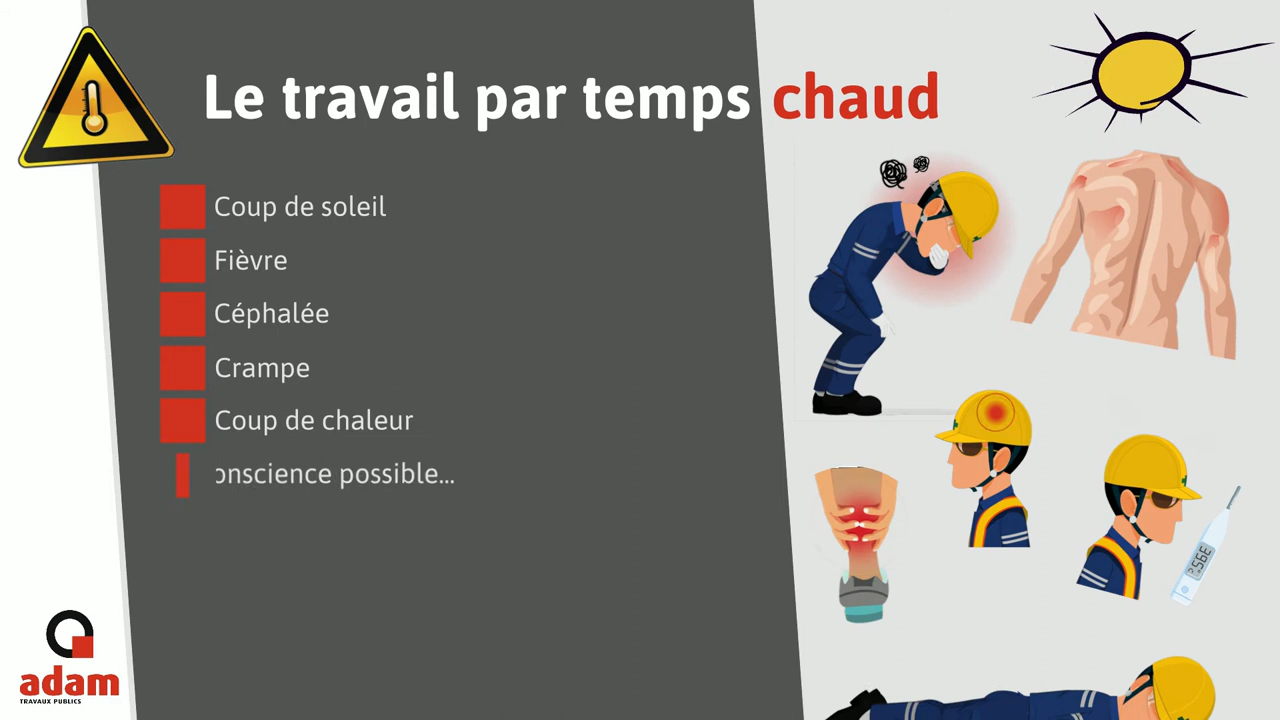 Le travail par temps chaud
Coup de soleil
Fièvre
Céphalée
Crampe
Coup de chaleur
onscience possible...
adam
TRAVAUX PUBLICS